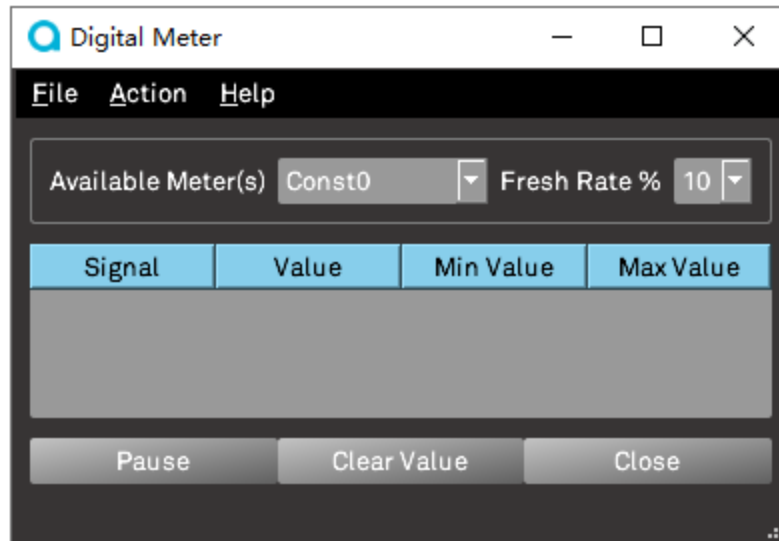 Digital Meter
File Action Help
Available Meter(s) Const0 Fresh Rate % 10
Signal Value Min Value Max Value
Pause Clear Value Close